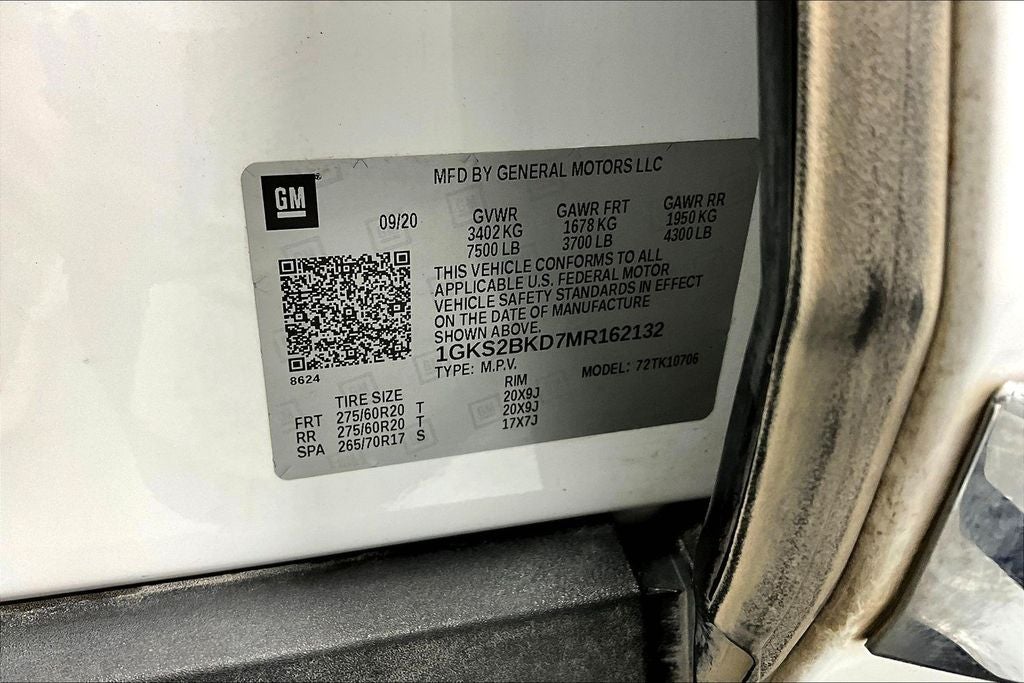 MFD BY GENERAL MOTORS LLC
GM ®
09/20
GVWR GAWR FRT GAWR RR
3402 KG 1678 KG 1950 KG
7500 LB 3700 LB 4300 LB
THIS VEHICLE CONFORMS TO ALL
APPLICABLE U.S. FEDERAL MOTOR
VEHICLE SAFETY STANDARDS IN EFFECT
ON THE DATE OF MANUFACTURE
SHOWN ABOVE.
1GKS2BKD7MR162132
TYPE: M.P.V. MODEL: 72TK10706
8624
TIRE SIZE RIM
FRT 275/60R20 T 20X9J
RR 275/60R20 T 20X9J
SPA 265/70R17 S 17X7J